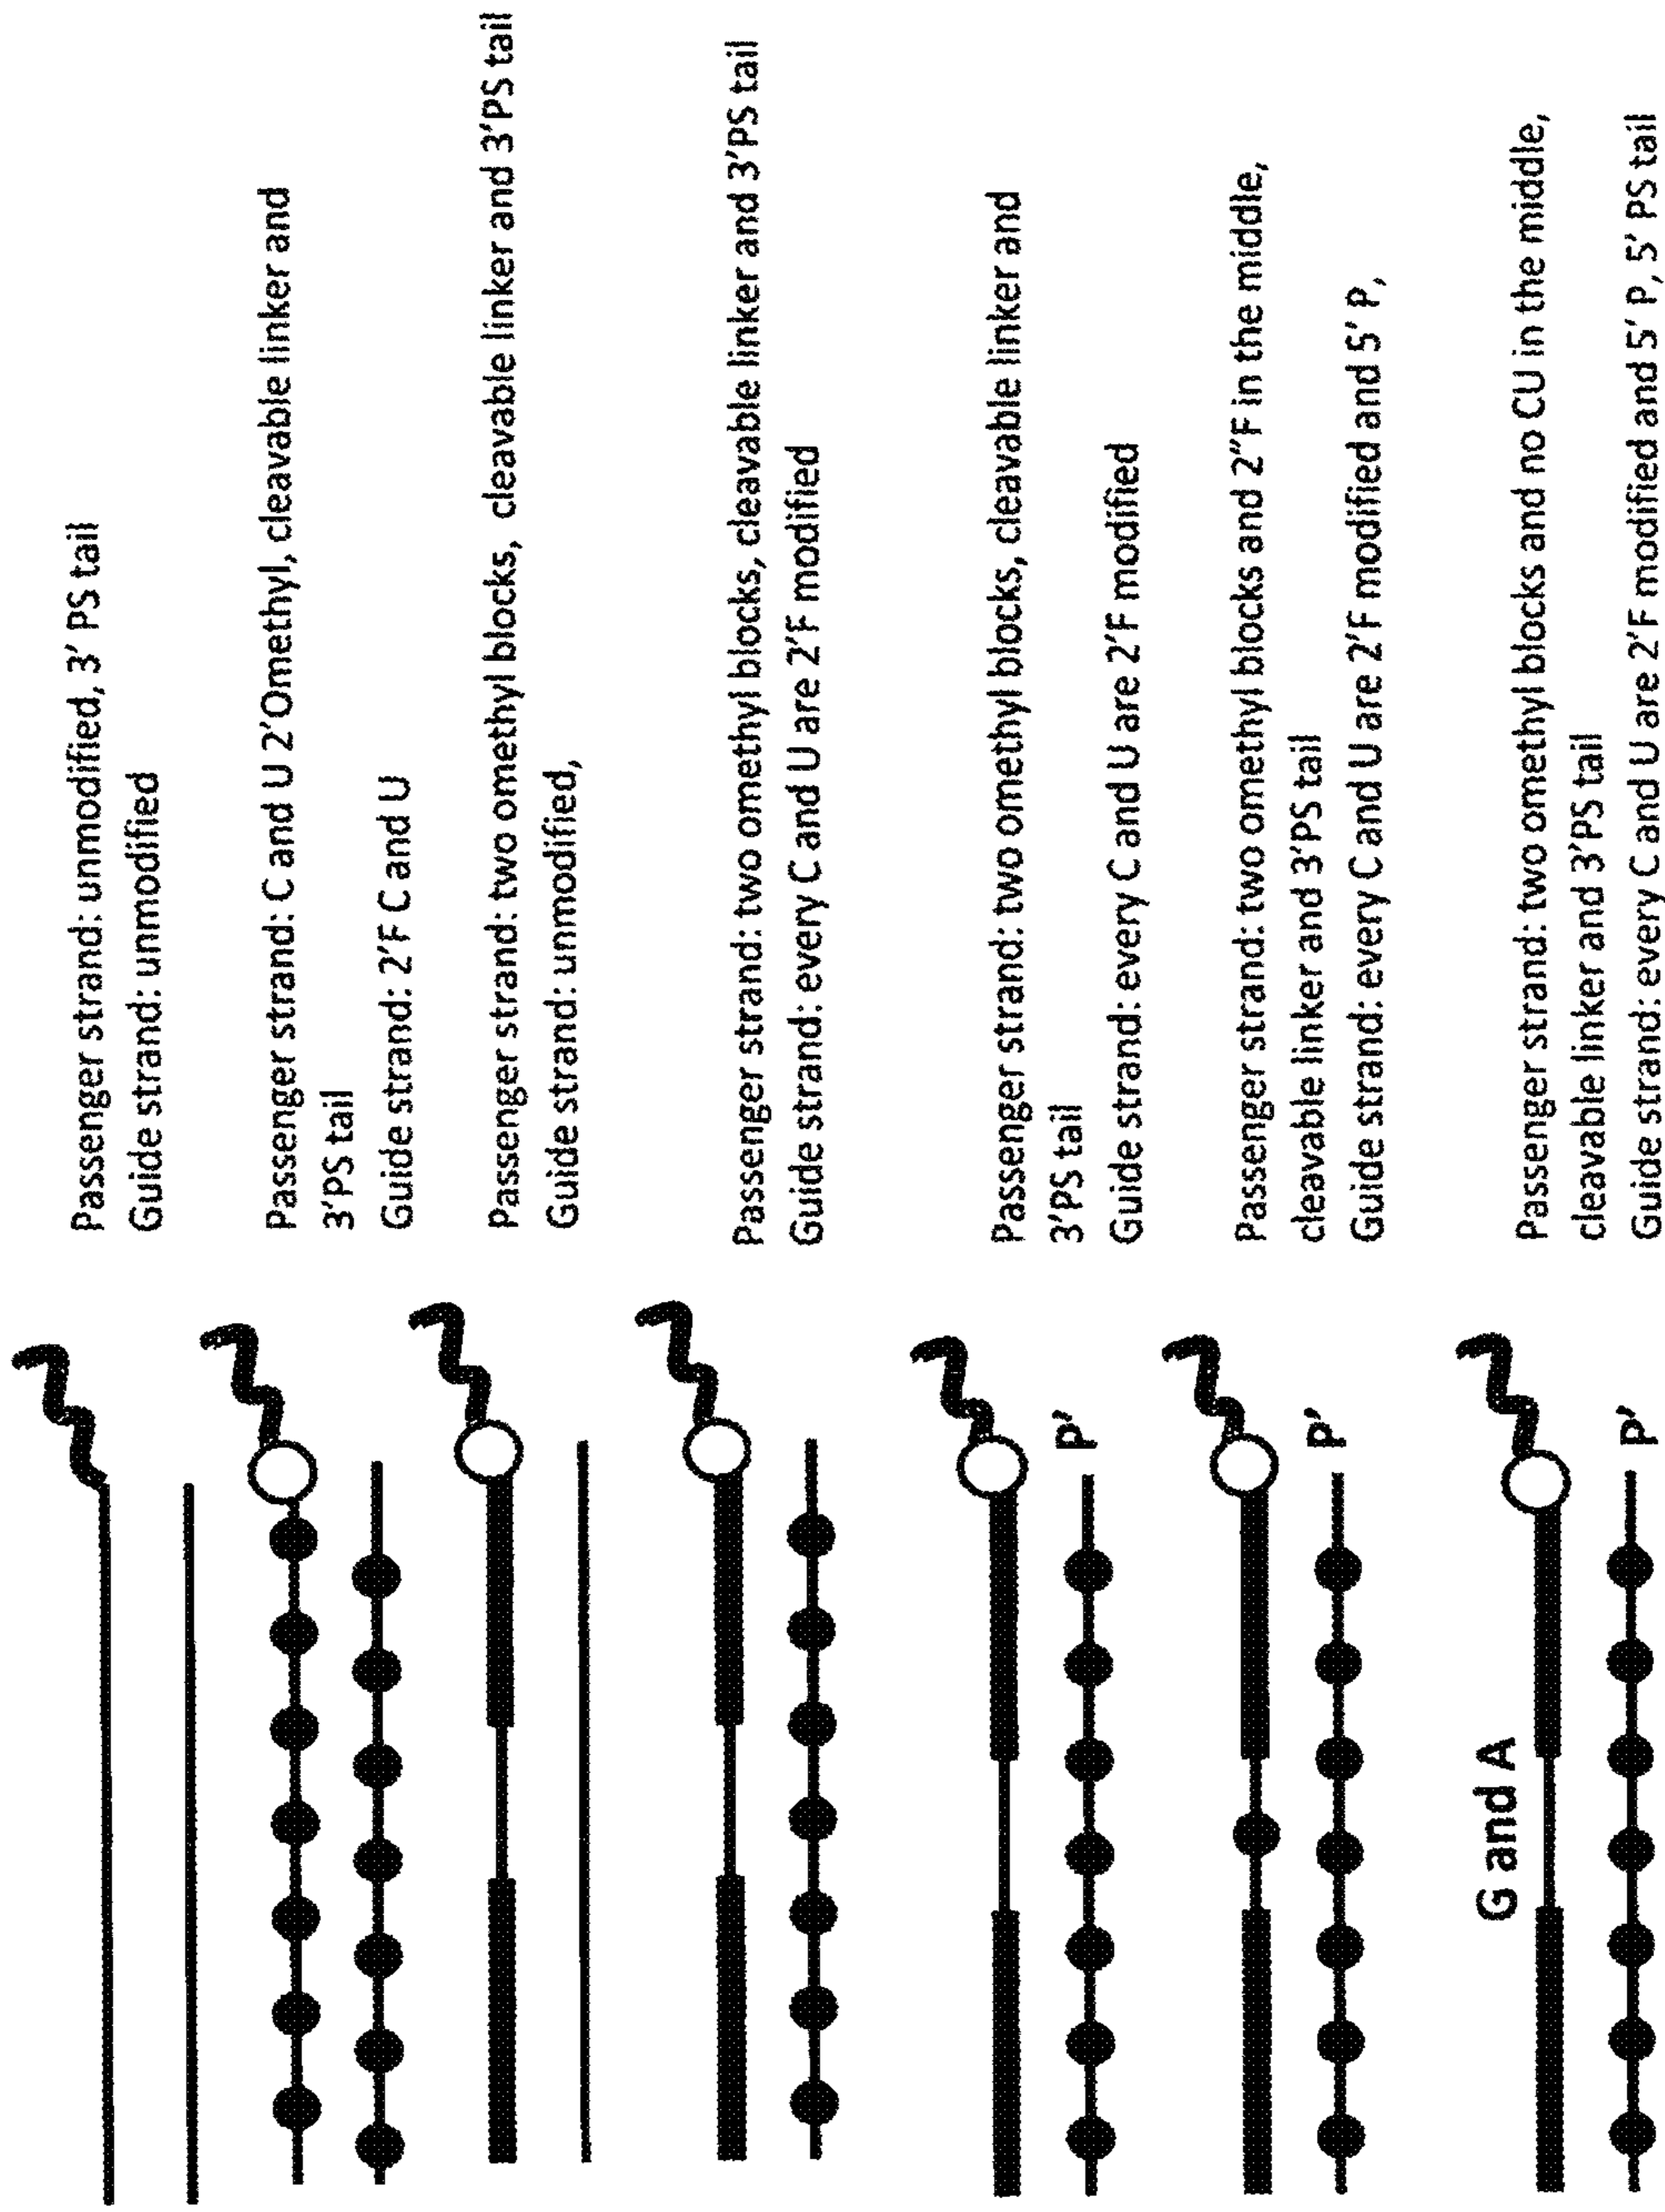 Passenger strand: unmodified, 3' PS tail
Guide strand: unmodified
Passenger strand: C and U 2'Omethyl, cleavable linker and
3'PS tail
Guide strand: 2'F C and U
Passenger strand: two omethyl blocks, cleavable linker and 3'PS tail
Guide strand: unmodified,
Passenger strand: two omethyl blocks, cleavable linker and 3'PS tail
Guide strand: every C and U are 2'F modified
P'
Passenger strand: two omethyl blocks, cleavable linker and
3'PS tail
Guide strand: every C and U are 2'F modified
P'
Passenger strand: two omethyl blocks and 2"F in the middle,
cleavable linker and 3'PS tail
Guide strand: every C and U are 2'F modified and 5' P,
G and A
P'
Passenger strand: two omethyl blocks and no CU in the middle,
cleavable linker and 3'PS tail
Guide strand: every C and U are 2'F modified and 5' P, 5' PS tail